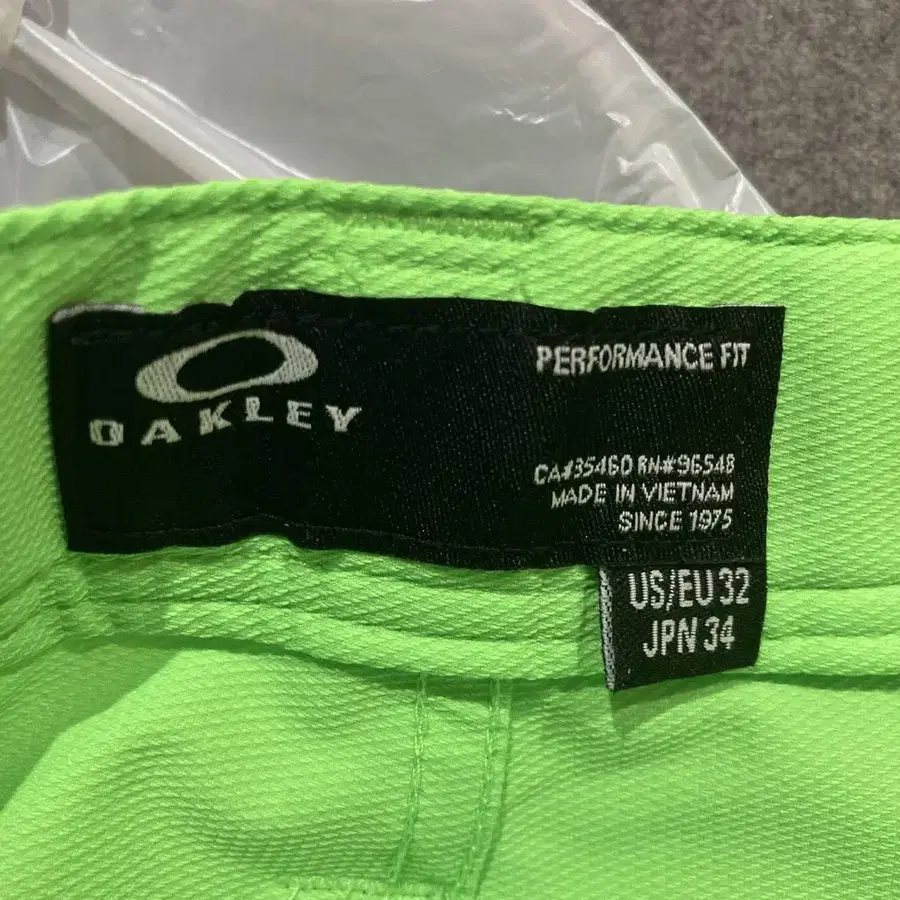 OAKLEY
PERFORMANCE FIT
CA#35460 RN#96548
MADE IN VIETNAM
SINCE 1975
US/EU 32
JPN 34